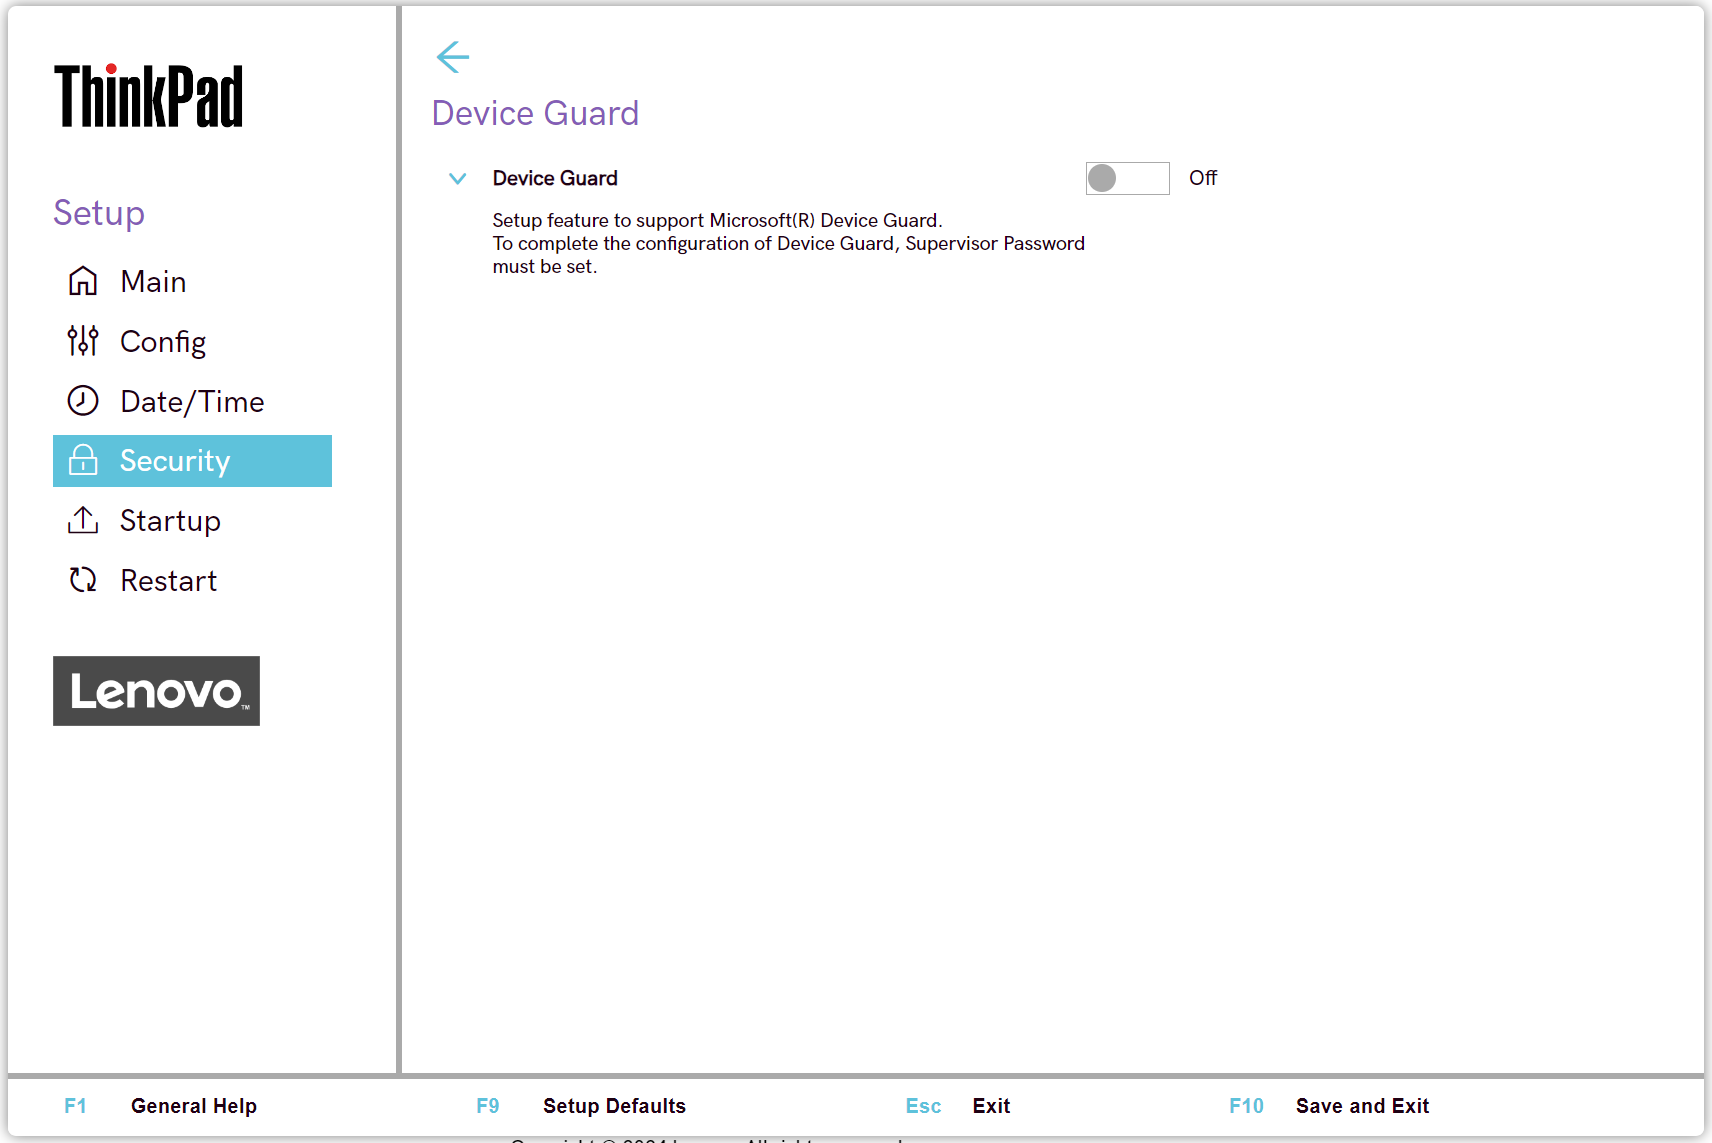 ThinkPad
Setup
Main
Config
Date/Time
Security
Startup
Restart
Lenovo™
Device Guard
Device Guard
Off
Setup feature to support Microsoft(R) Device Guard.
To complete the configuration of Device Guard, Supervisor Password
must be set.
F1 General Help F9 Setup Defaults Esc Exit F10 Save and Exit